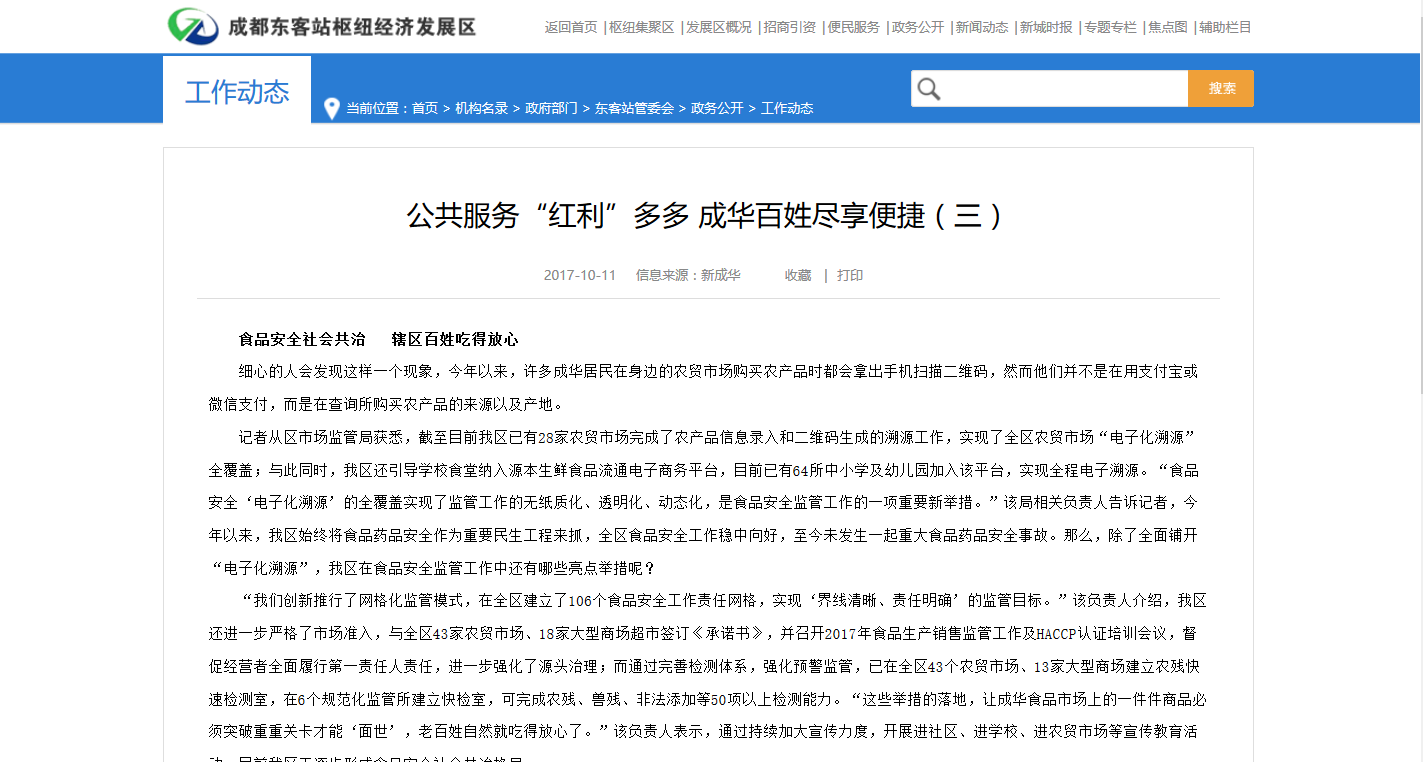 成都东客站枢纽经济发展区
返回首页 |枢纽集聚区 |发展区概况 |招商引资 |便民服务 |政务公开 |新闻动态 |新城时报 |专题专栏 |焦点图 |辅助栏目
工作动态
当前位置：首页 > 机构名录 > 政府部门 > 东客站管委会 > 政务公开 > 工作动态
搜索
公共服务“红利”多多 成华百姓尽享便捷（三）
2017-10-11 信息来源：新成华 收藏 | 打印
食品安全社会共治 辖区百姓吃得放心
细心的人会发现这样一个现象，今年以来，许多成华居民在身边的农贸市场购买农产品时都会拿出手机扫描二维码，然而他们并不是在用支付宝或
微信支付，而是在查询所购买农产品的来源以及产地。
记者从区市场监管局获悉，截至目前我区已有28家农贸市场完成了农产品信息录入和二维码生成的溯源工作，实现了全区农贸市场“电子化溯源”
全覆盖；与此同时，我区还引导学校食堂纳入源本生鲜食品流通电子商务平台，目前已有64所中小学及幼儿园加入该平台，实现全程电子溯源。“食品
安全‘电子化溯源’的全覆盖实现了监管工作的无纸质化、透明化、动态化，是食品安全监管工作的一项重要新举措。”该局相关负责人告诉记者，今
年以来，我区始终将食品药品安全作为重要民生工程来抓，全区食品安全工作稳中向好，至今未发生一起重大食品药品安全事故。那么，除了全面铺开
“电子化溯源”，我区在食品安全监管工作中还有哪些亮点举措呢？
“我们创新推行了网格化监管模式，在全区建立了106个食品安全工作责任网格，实现‘界线清晰、责任明确’的监管目标。”该负责人介绍，我区
还进一步严格了市场准入，与全区43家农贸市场、18家大型商场超市签订《承诺书》，并召开2017年食品生产销售监管工作及HACCP认证培训会议，督
促经营者全面履行第一责任人责任，进一步强化了源头治理；而通过完善检测体系，强化预警监管，已在全区43个农贸市场、13家大型商场建立农残快
速检测室，在6个规范化监管所建立快检室，可完成农残、兽残、非法添加等50项以上检测能力。“这些举措的落地，让成华食品市场上的一件件商品必
须突破重重关卡才能‘面世’，老百姓自然就吃得放心了。”该负责人表示，通过持续加大宣传力度，开展进社区、进学校、进农贸市场等宣传教育活